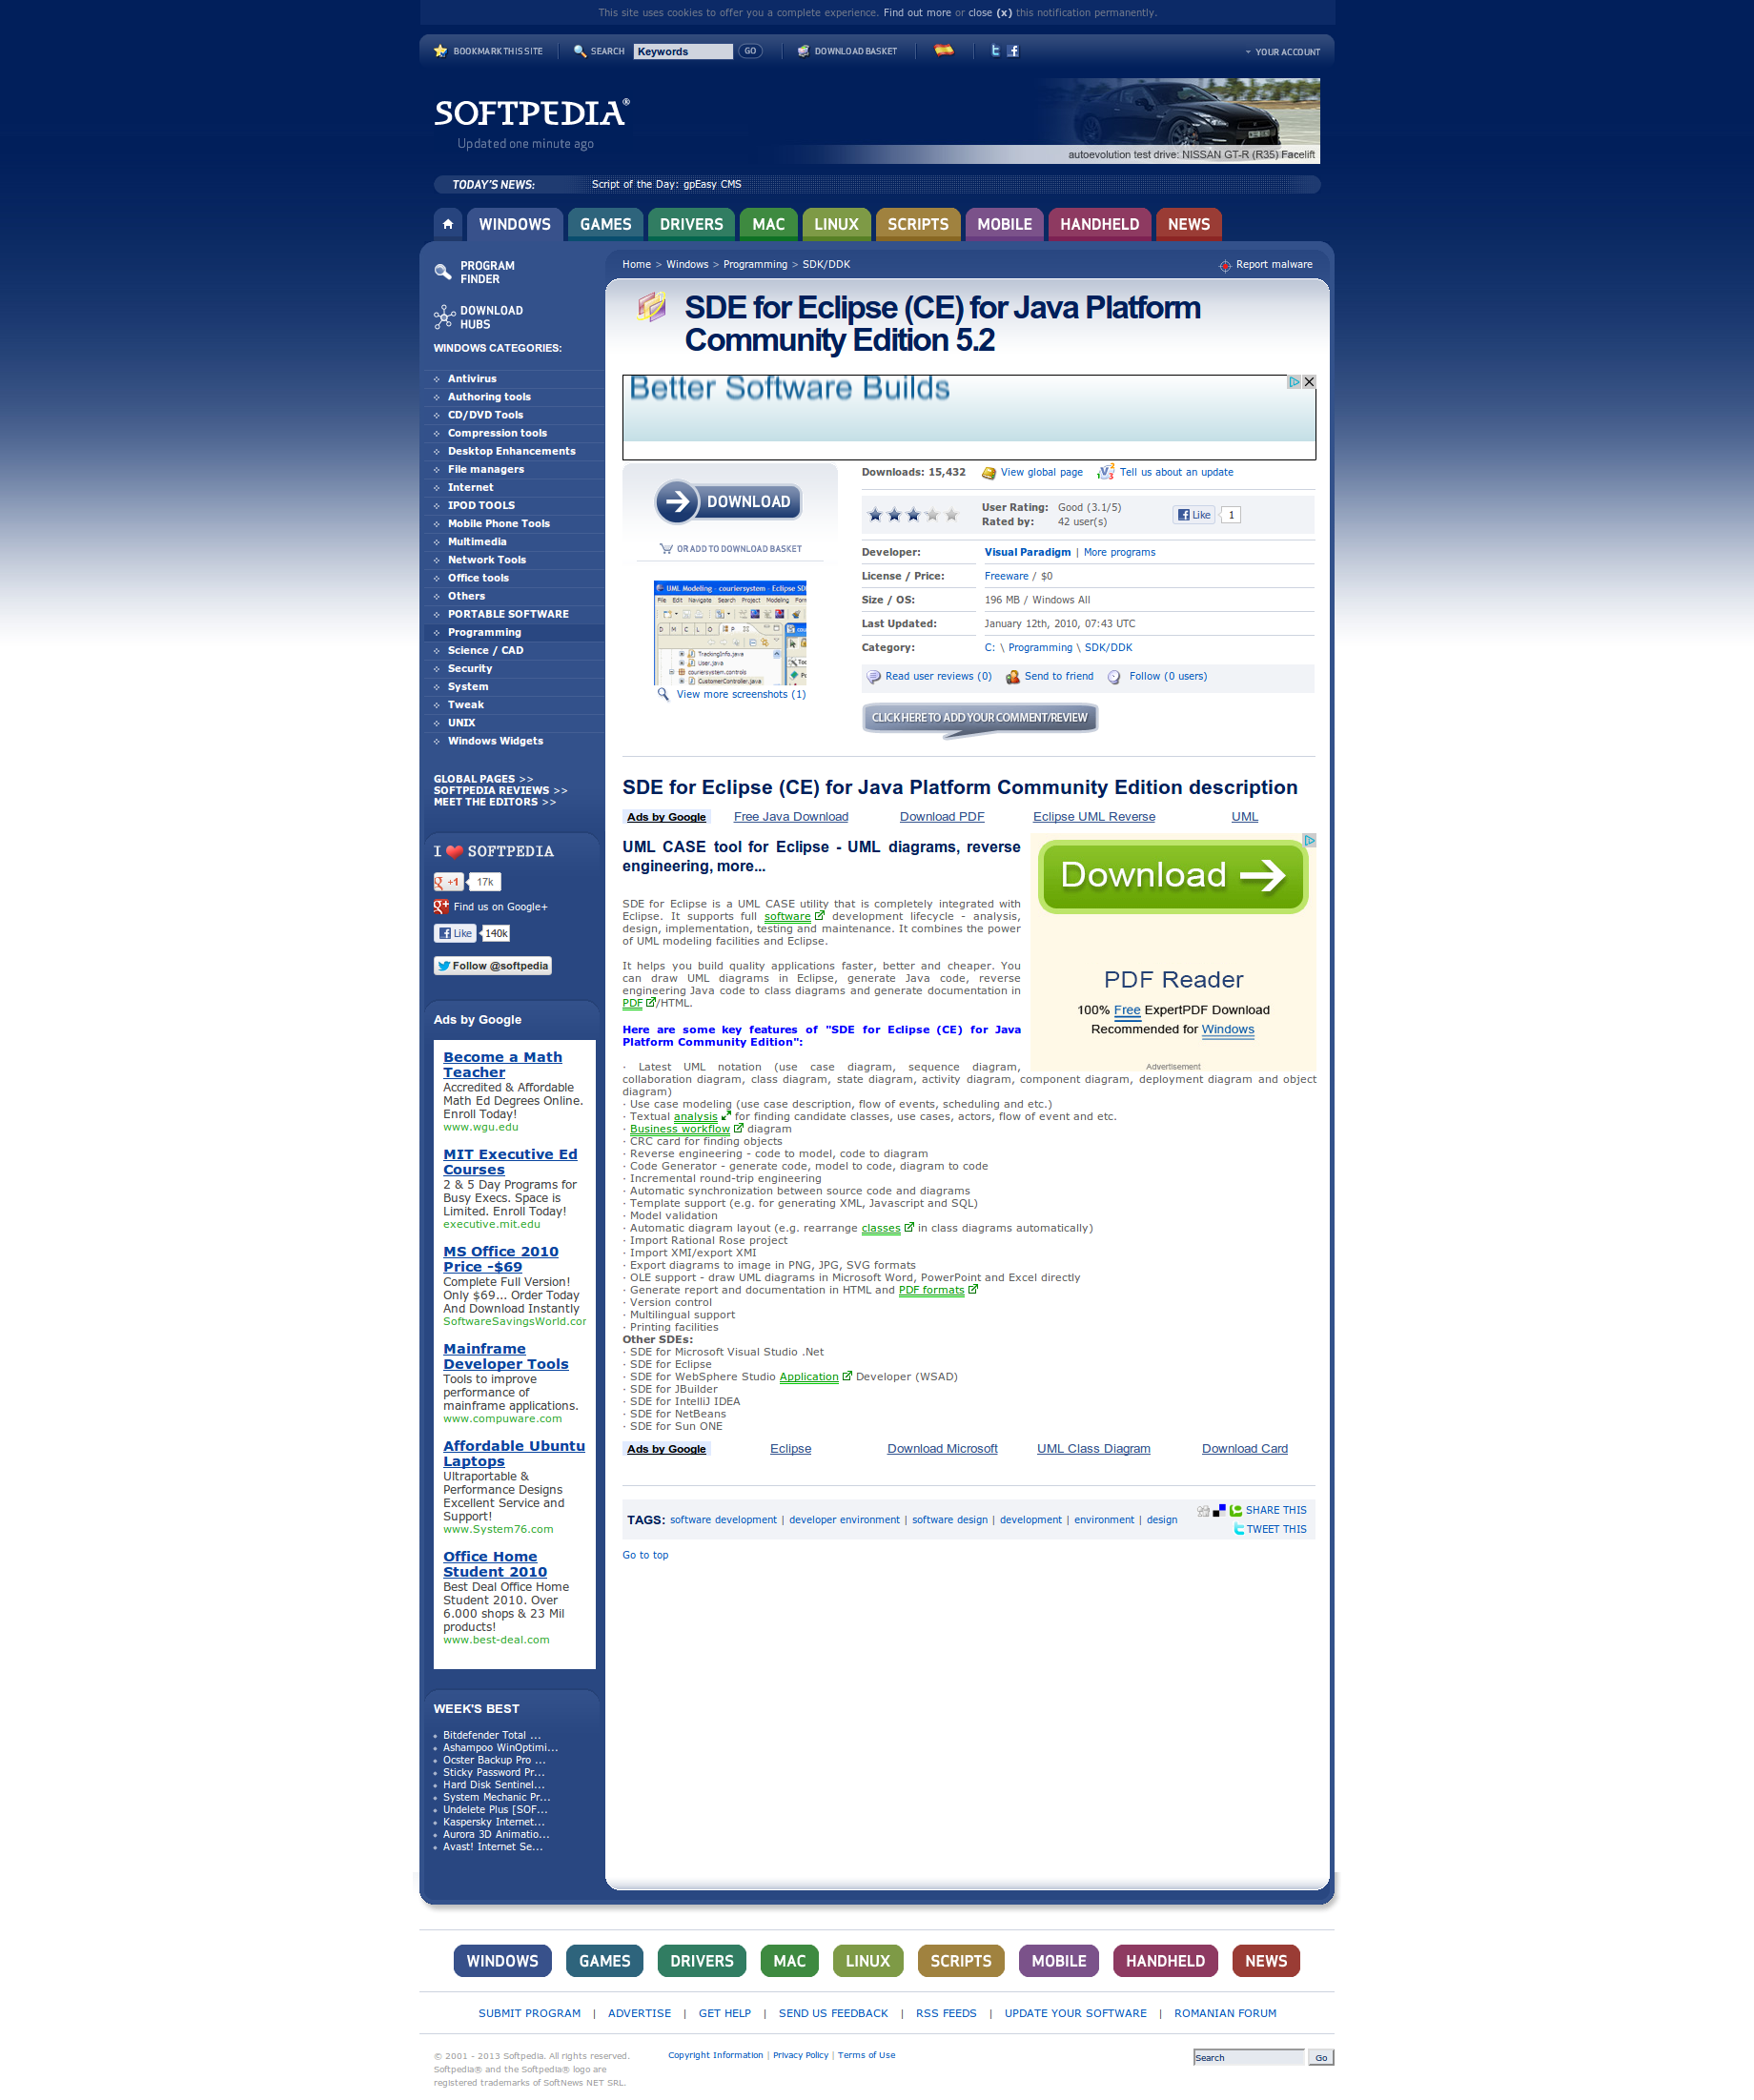 This site uses cookies to offer you a complete experience. Find out more or close (x) this notification permanently.
BOOKMARK THIS SITE
SEARCH
Keywords
GO
DOWNLOAD BASKET
YOUR ACCOUNT
SOFTPEDIA®
Updated one minute ago
autoevolution test drive: NISSAN GT-R (R35) Facelift
TODAY'S NEWS:
Script of the Day: gpEasy CMS
WINDOWS
GAMES
DRIVERS
MAC
LINUX
SCRIPTS
MOBILE
HANDHELD
NEWS
PROGRAM
FINDER
DOWNLOAD
HUBS
WINDOWS CATEGORIES:
Antivirus
Authoring tools
CD/DVD Tools
Compression tools
Desktop Enhancements
File managers
Internet
IPOD TOOLS
Mobile Phone Tools
Multimedia
Network Tools
Office tools
Others
PORTABLE SOFTWARE
Programming
Science / CAD
Security
System
Tweak
UNIX
Windows Widgets
GLOBAL PAGES >>
SOFTPEDIA REVIEWS >>
MEET THE EDITORS >>
I SOFTPEDIA
+1
17k
Find us on Google+
Like
140k
Follow @softpedia
Ads by Google
Become a Math
Teacher
Accredited & Affordable
Math Ed Degrees Online.
Enroll Today!
www.wgu.edu
MIT Executive Ed
Courses
2 & 5 Day Programs for
Busy Execs. Space is
Limited. Enroll Today!
executive.mit.edu
MS Office 2010
Price -$69
Complete Full Version!
Only $69... Order Today
And Download Instantly
SoftwareSavingsWorld.cor
Mainframe
Developer Tools
Tools to improve
performance of
mainframe applications.
www.compuware.com
Affordable Ubuntu
Laptops
Ultraportable &
Performance Designs
Excellent Service and
Support!
www.System76.com
Office Home
Student 2010
Best Deal Office Home
Student 2010. Over
6.000 shops & 23 Mil
products!
www.best-deal.com
WEEK'S BEST
Bitdefender Total ...
Ashampoo WinOptimi...
Ocster Backup Pro ...
Sticky Password Pr...
Hard Disk Sentinel...
System Mechanic Pr...
Undelete Plus [SOF...
Kaspersky Internet...
Aurora 3D Animatio...
Avast! Internet Se...
Home > Windows > Programming > SDK/DDK
Report malware
SDE for Eclipse (CE) for Java Platform
Community Edition 5.2
Better Software Builds
DOWNLOAD
OR ADD TO DOWNLOAD BASKET
UML Modeling - couriersystem - Eclipse SD
File Edit Navigate Search Project Modeling
TrackingInfo.java
User.java
couriersystem.controls
CustomerController.java
View more screenshots (1)
Downloads: 15,432
View global page
Tell us about an update
User Rating: Good (3.1/5)
Rated by: 42 user(s)
Like
1
Developer: Visual Paradigm | More programs
License / Price: Freeware / $0
Size / OS: 196 MB / Windows All
Last Updated: January 12th, 2010, 07:43 UTC
Category: C: \ Programming \ SDK/DDK
Read user reviews (0)
Send to friend
Follow (0 users)
CLICK HERE TO ADD YOUR COMMENT/REVIEW
SDE for Eclipse (CE) for Java Platform Community Edition description
Ads by Google Free Java Download Download PDF Eclipse UML Reverse UML
UML CASE tool for Eclipse - UML diagrams, reverse
engineering, more...
SDE for Eclipse is a UML CASE utility that is completely integrated with
Eclipse. It supports full software development lifecycle - analysis,
design, implementation, testing and maintenance. It combines the power
of UML modeling facilities and Eclipse.
It helps you build quality applications faster, better and cheaper. You
can draw UML diagrams in Eclipse, generate Java code, reverse
engineering Java code to class diagrams and generate documentation in
PDF/HTML.
Download
PDF Reader
100% Free ExpertPDF Download
Recommended for Windows
Advertisement
Here are some key features of "SDE for Eclipse (CE) for Java
Platform Community Edition":
· Latest UML notation (use case diagram, sequence diagram,
collaboration diagram, class diagram, state diagram, activity diagram, component diagram, deployment diagram and object
diagram)
· Use case modeling (use case description, flow of events, scheduling and etc.)
· Textual analysis for finding candidate classes, use cases, actors, flow of event and etc.
· Business workflow diagram
· CRC card for finding objects
· Reverse engineering - code to model, code to diagram
· Code Generator - generate code, model to code, diagram to code
· Incremental round-trip engineering
· Automatic synchronization between source code and diagrams
· Template support (e.g. for generating XML, Javascript and SQL)
· Model validation
· Automatic diagram layout (e.g. rearrange classes in class diagrams automatically)
· Import Rational Rose project
· Import XMI/export XMI
· Export diagrams to image in PNG, JPG, SVG formats
· OLE support - draw UML diagrams in Microsoft Word, PowerPoint and Excel directly
· Generate report and documentation in HTML and PDF formats
· Version control
· Multilingual support
· Printing facilities
Other SDEs:
· SDE for Microsoft Visual Studio .Net
· SDE for Eclipse
· SDE for WebSphere Studio Application Developer (WSAD)
· SDE for JBuilder
· SDE for IntelliJ IDEA
· SDE for NetBeans
· SDE for Sun ONE
Ads by Google Eclipse Download Microsoft UML Class Diagram Download Card
TAGS: software development | developer environment | software design | development | environment | design
SHARE THIS
TWEET THIS
Go to top
WINDOWS
GAMES
DRIVERS
MAC
LINUX
SCRIPTS
MOBILE
HANDHELD
NEWS
SUBMIT PROGRAM | ADVERTISE | GET HELP | SEND US FEEDBACK | RSS FEEDS | UPDATE YOUR SOFTWARE | ROMANIAN FORUM
© 2001 - 2013 Softpedia. All rights reserved.
Softpedia® and the Softpedia® logo are
registered trademarks of SoftNews NET SRL.
Copyright Information | Privacy Policy | Terms of Use
Search
Go